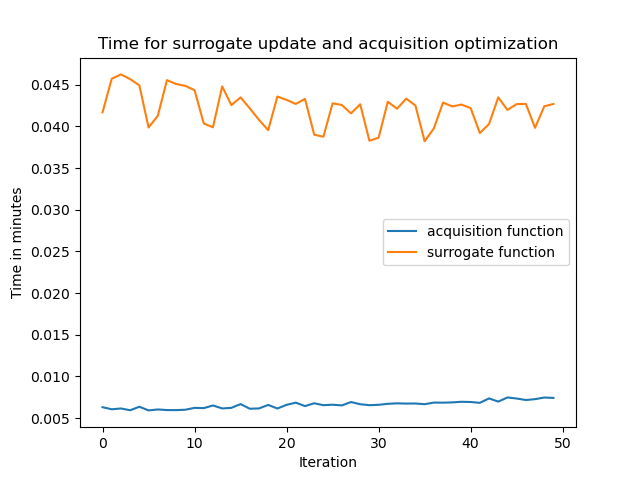 Time for surrogate update and acquisition optimization
0.045
0.040
0.035
0.030
0.025
0.020
0.015
0.010
0.005
Time in minutes
acquisition function
surrogate function
0 10 20 30 40 50
Iteration